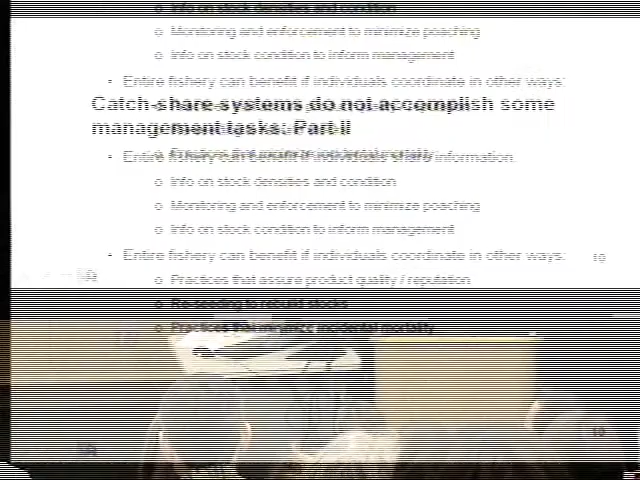 o Info on stock densities and condition
o Monitoring and enforcement to minimize poaching
o Info on stock condition to inform management
• Entire fishery can benefit if individuals coordinate in other ways:
Catch-share systems do not accomplish some
management tasks: Part II
• Entire fishery can benefit if individuals share information:
o Info on stock densities and condition
o Monitoring and enforcement to minimize poaching
o Info on stock condition to inform management
• Entire fishery can benefit if individuals coordinate in other ways:
19
o Practices that assure product quality / reputation
o Re-seeding to rebuild stocks
o Practices that minimize incidental mortality
19